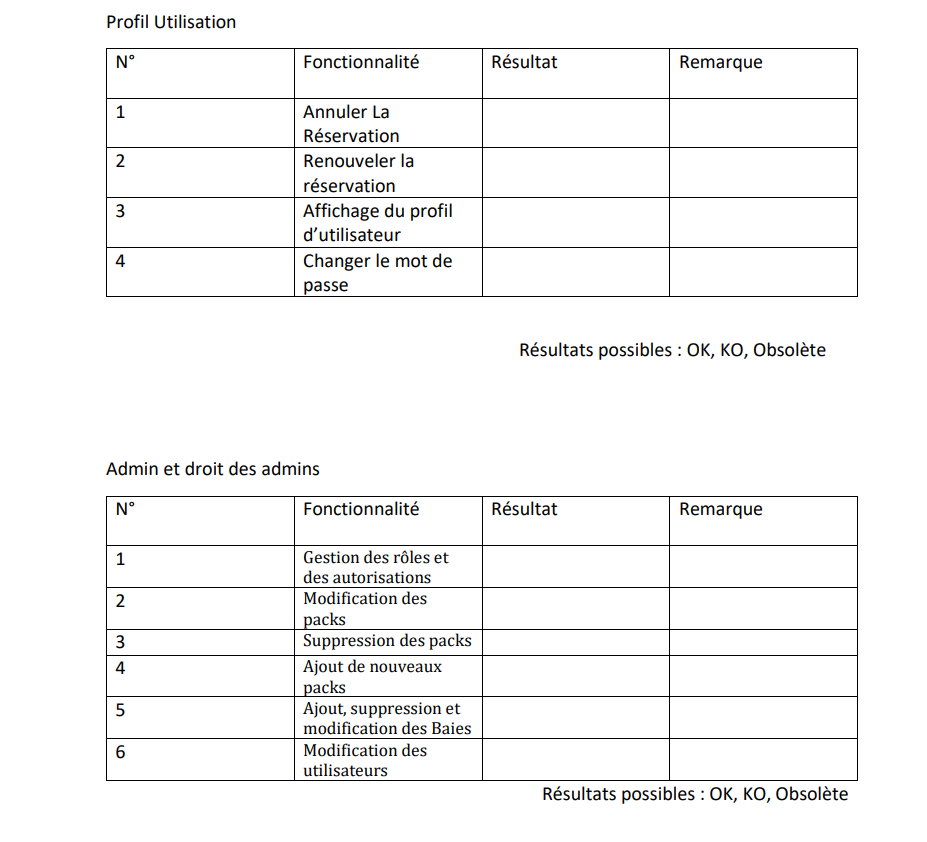 Profil Utilisation
N° Fonctionnalité Résultat Remarque
1 Annuler La
Réservation
2 Renouveler la
réservation
3 Affichage du profil
d’utilisateur
4 Changer le mot de
passe
Résultats possibles : OK, KO, Obsolète
Admin et droit des admins
N° Fonctionnalité Résultat Remarque
1 Gestion des rôles et
des autorisations
2 Modification des
packs
3 Suppression des packs
4 Ajout de nouveaux
packs
5 Ajout, suppression et
modification des Baies
6 Modification des
utilisateurs
Résultats possibles : OK, KO, Obsolète